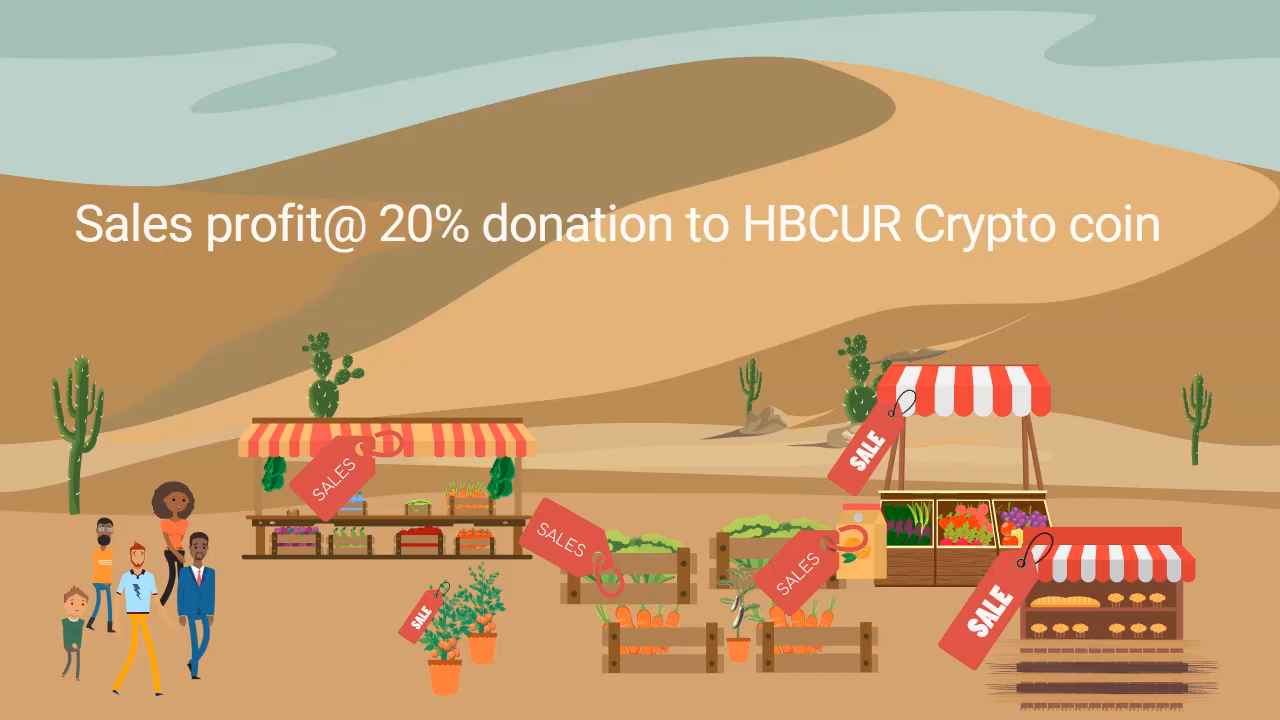 Sales profit@ 20% donation to HBCUR Crypto coin
SALES
SALE
SALES
SALES
SALE
SALE